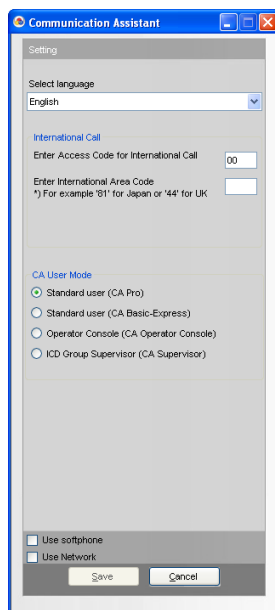 Communication Assistant
Setting
Select language
English
International Call
Enter Access Code for International Call
00
Enter International Area Code
*) For example '81' for Japan or '44' for UK
CA User Mode
Standard user (CA Pro)
Standard user (CA Basic-Express)
Operator Console (CA Operator Console)
ICD Group Supervisor (CA Supervisor)
Use softphone
Use Network
Save Cancel